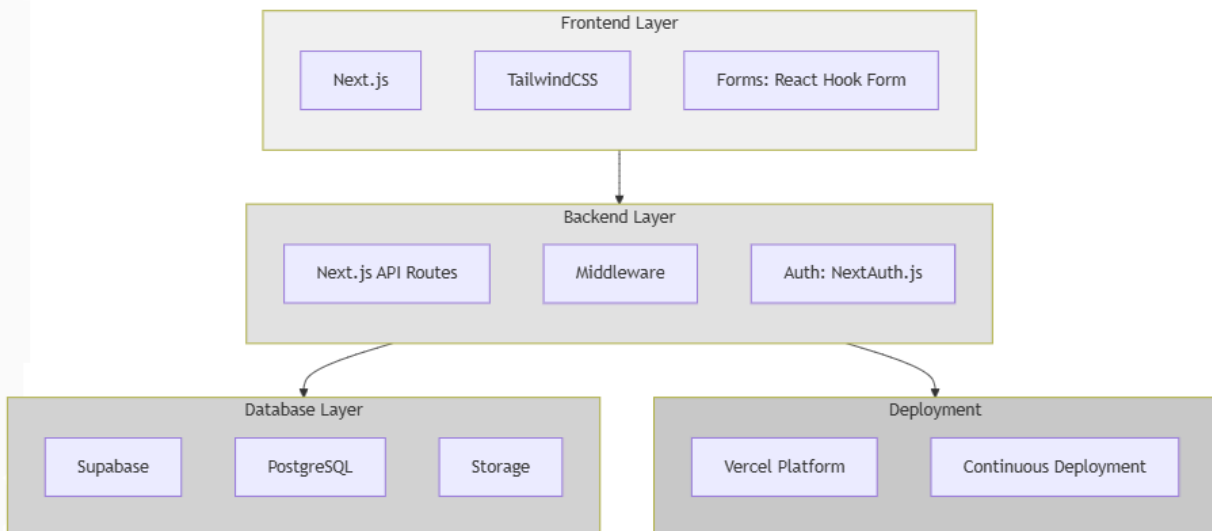 Frontend Layer
Next.js
TailwindCSS
Forms: React Hook Form
Backend Layer
Next.js API Routes
Middleware
Auth: NextAuth.js
Database Layer
Supabase
PostgreSQL
Storage
Deployment
Vercel Platform
Continuous Deployment